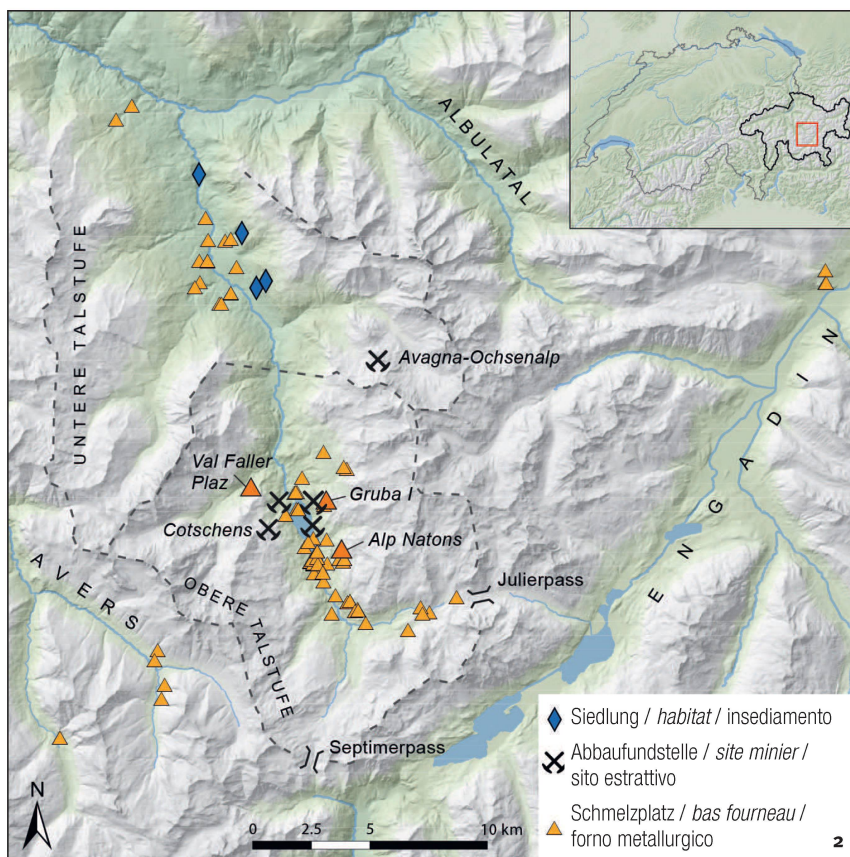 ALBULATAL
UNTERE TALSTUFE
Avagna-Ochsenalp
ENGADIN
Val Faller
Plaz
Gruba I
Cotschens
Alp Natons
AVERS
OBERE TALSTUFE
Julierpass
Septimerpass
Siedlung / habitat / insediamento
Abbaufundstelle / site minier /
sito estrattivo
Schmelzplatz / bas fourneau /
forno metallurgico
N
0 2.5 5 10 km
2